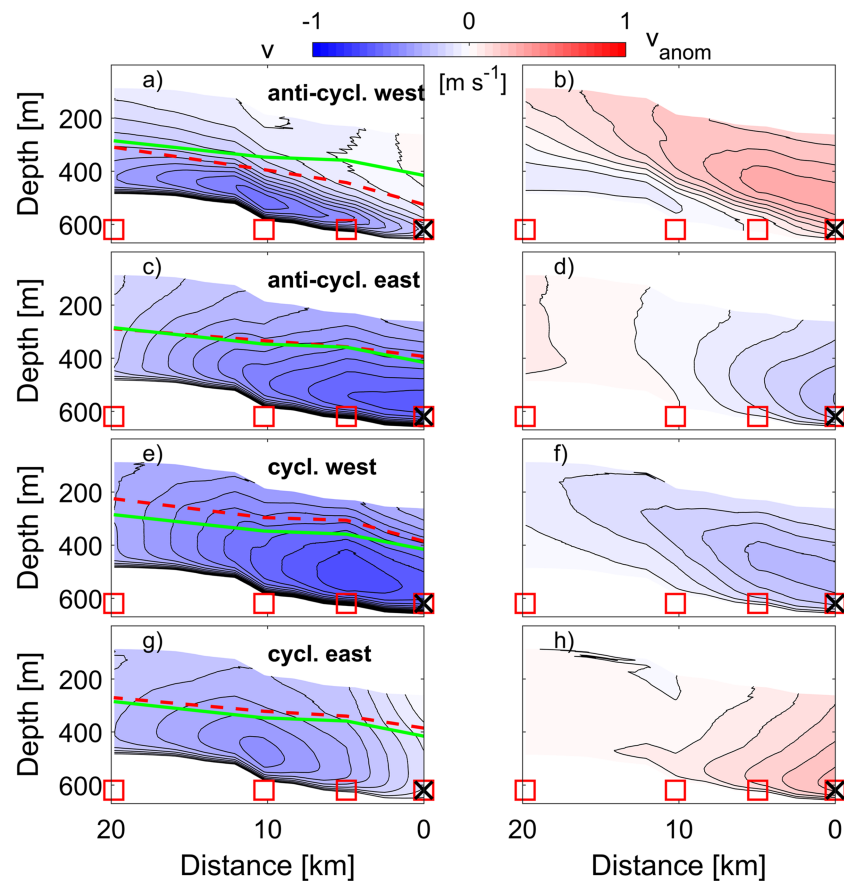 -1 0 1
v [m s-1] vanom
a) anti-cycl. west b)
Depth [m] 200 400 600
c) anti-cycl. east d)
Depth [m] 200 400 600
e) cycl. west f)
Depth [m] 200 400 600
g) cycl. east h)
Depth [m] 200 400 600
20 10 0 20 10 0
Distance [km] Distance [km]